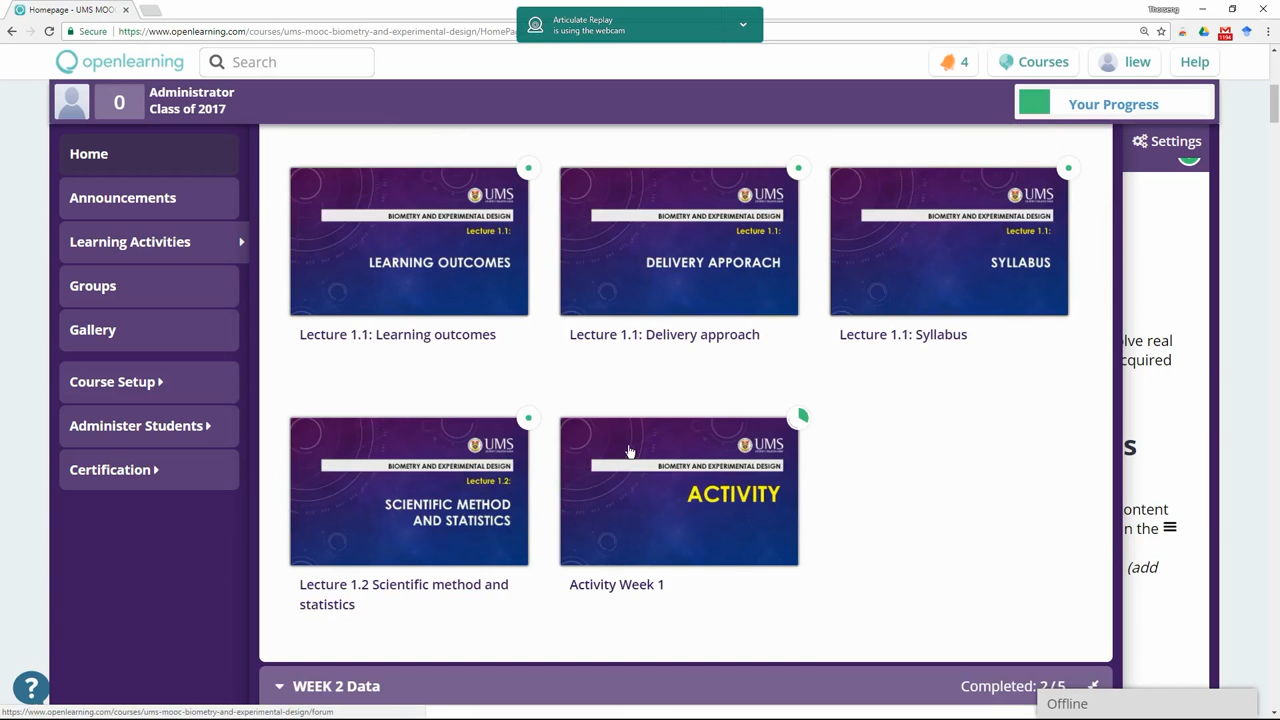 Homepage - UMS MOO
Thoseng
Articulate Replay
is using the webcam
Secure
https://www.openlearning.com/courses/ums-mooc-biometry-and-experimental-design/HomePa
1194
openlearning
Search
4
Courses
liew
Help
0
Administrator
Class of 2017
Your Progress
Settings
Home
Announcements
Learning Activities
Groups
Gallery
Course Setup
Administer Students
Certification
UMS
BIOMETRY AND EXPERIMENTAL DESIGN
Lecture 1.1:
LEARNING OUTCOMES
Lecture 1.1: Learning outcomes
UMS
BIOMETRY AND EXPERIMENTAL DESIGN
Lecture 1.1:
DELIVERY APPORACH
Lecture 1.1: Delivery approach
UMS
BIOMETRY AND EXPERIMENTAL DESIGN
Lecture 1.1:
SYLLABUS
Lecture 1.1: Syllabus
UMS
BIOMETRY AND EXPERIMENTAL DESIGN
Lecture 1.2:
SCIENTIFIC METHOD
AND STATISTICS
Lecture 1.2 Scientific method and
statistics
UMS
BIOMETRY AND EXPERIMENTAL DESIGN
ACTIVITY
Activity Week 1
olve real
cquired
s
ontent
n the
(add
WEEK 2 Data
Completed: 2/5
Offline
?
https://www.openlearning.com/courses/ums-mooc-biometry-and-experimental-design/forum